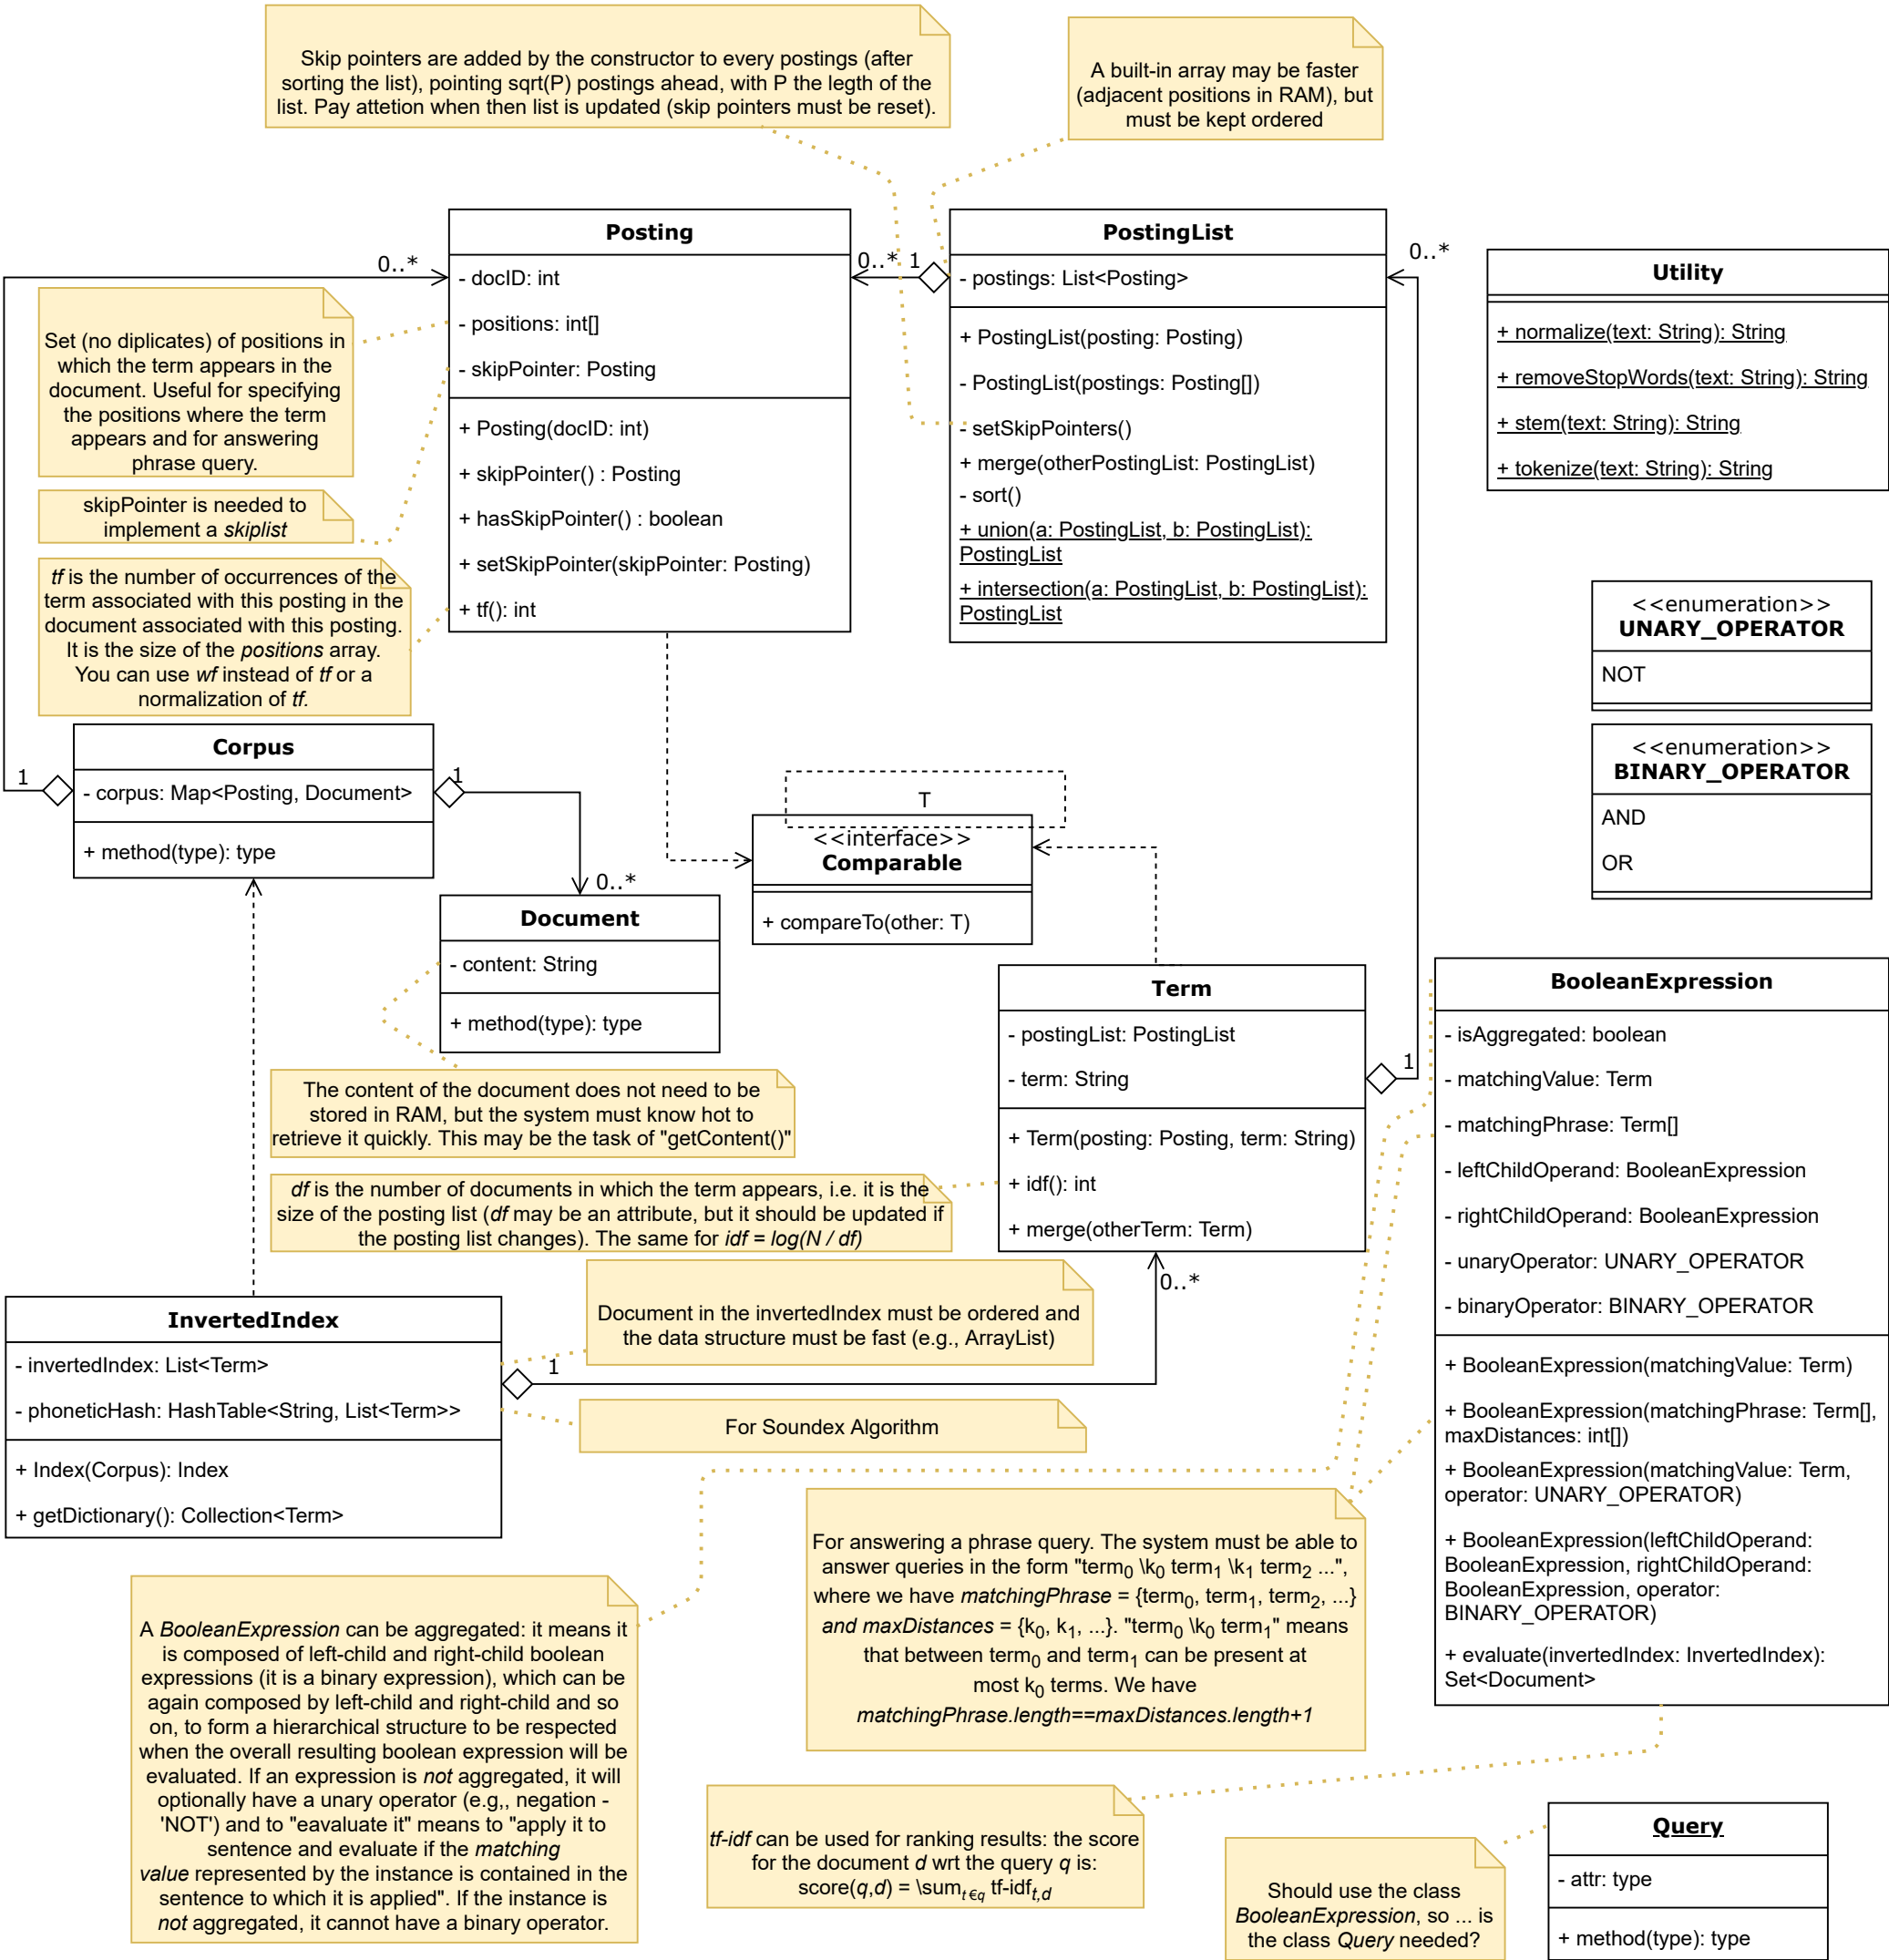 Skip pointers are added by the constructor to every postings (after
sorting the list), pointing sqrt(P) postings ahead, with P the legth of the
list. Pay attetion when then list is updated (skip pointers must be reset).
A built-in array may be faster
(adjacent positions in RAM), but
must be kept ordered
Posting
- docID: int
- positions: int[]
- skipPointer: Posting
+ Posting(docID: int)
+ skipPointer() : Posting
+ hasSkipPointer() : boolean
+ setSkipPointer(skipPointer: Posting)
+ tf(): int
0..*
0..* 1
PostingList
- postings: List<Posting>
+ PostingList(posting: Posting)
- PostingList(postings: Posting[])
- setSkipPointers()
+ merge(otherPostingList: PostingList)
- sort()
+ union(a: PostingList, b: PostingList):
PostingList
+ intersection(a: PostingList, b: PostingList):
PostingList
0..*
Utility
+ normalize(text: String): String
+ removeStopWords(text: String): String
+ stem(text: String): String
+ tokenize(text: String): String
Set (no diplicates) of positions in
which the term appears in the
document. Useful for specifying
the positions where the term
appears and for answering
phrase query.
skipPointer is needed to
implement a skiplist
tf is the number of occurrences of the
term associated with this posting in the
document associated with this posting.
It is the size of the positions array.
You can use wf instead of tf or a
normalization of tf.
<<enumeration>>
UNARY_OPERATOR
NOT
<<enumeration>>
BINARY_OPERATOR
AND
OR
Corpus
- corpus: Map<Posting, Document>
+ method(type): type
1
1
0..*
T
<<interface>>
Comparable
+ compareTo(other: T)
Document
- content: String
+ method(type): type
The content of the document does not need to be
stored in RAM, but the system must know hot to
retrieve it quickly. This may be the task of "getContent()"
Term
- postingList: PostingList
- term: String
+ Term(posting: Posting, term: String)
+ idf(): int
+ merge(otherTerm: Term)
1
0..*
df is the number of documents in which the term appears, i.e. it is the
size of the posting list (df may be an attribute, but it should be updated if
the posting list changes). The same for idf = log(N / df)
BooleanExpression
- isAggregated: boolean
- matchingValue: Term
- matchingPhrase: Term[]
- leftChildOperand: BooleanExpression
- rightChildOperand: BooleanExpression
- unaryOperator: UNARY_OPERATOR
- binaryOperator: BINARY_OPERATOR
+ BooleanExpression(matchingValue: Term)
+ BooleanExpression(matchingPhrase: Term[],
maxDistances: int[])
+ BooleanExpression(matchingValue: Term,
operator: UNARY_OPERATOR)
+ BooleanExpression(leftChildOperand:
BooleanExpression, rightChildOperand:
BooleanExpression, operator:
BINARY_OPERATOR)
+ evaluate(invertedIndex: InvertedIndex):
Set<Document>
InvertedIndex
- invertedIndex: List<Term>
- phoneticHash: HashTable<String, List<Term>>
+ Index(Corpus): Index
+ getDictionary(): Collection<Term>
1
Document in the invertedIndex must be ordered and
the data structure must be fast (e.g., ArrayList)
For Soundex Algorithm
For answering a phrase query. The system must be able to
answer queries in the form "term0 \k0 term1 \k1 term2 ...",
where we have matchingPhrase = {term0, term1, term2, ...}
and maxDistances = {k0, k1, ...}. "term0 \k0 term1" means
that between term0 and term1 can be present at
most k0 terms. We have
matchingPhrase.length==maxDistances.length+1
A BooleanExpression can be aggregated: it means it
is composed of left-child and right-child boolean
expressions (it is a binary expression), which can be
again composed by left-child and right-child and so
on, to form a hierarchical structure to be respected
when the overall resulting boolean expression will be
evaluated. If an expression is not aggregated, it will
optionally have a unary operator (e.g,, negation -
'NOT') and to "eavaluate it" means to "apply it to
sentence and evaluate if the matching
value represented by the instance is contained in the
sentence to which it is applied". If the instance is
not aggregated, it cannot have a binary operator.
tf-idf can be used for ranking results: the score
for the document d wrt the query q is:
score(q,d) = \sum_t€q tf-idf_t,d
Should use the class
BooleanExpression, so ... is
the class Query needed?
Query
- attr: type
+ method(type): type